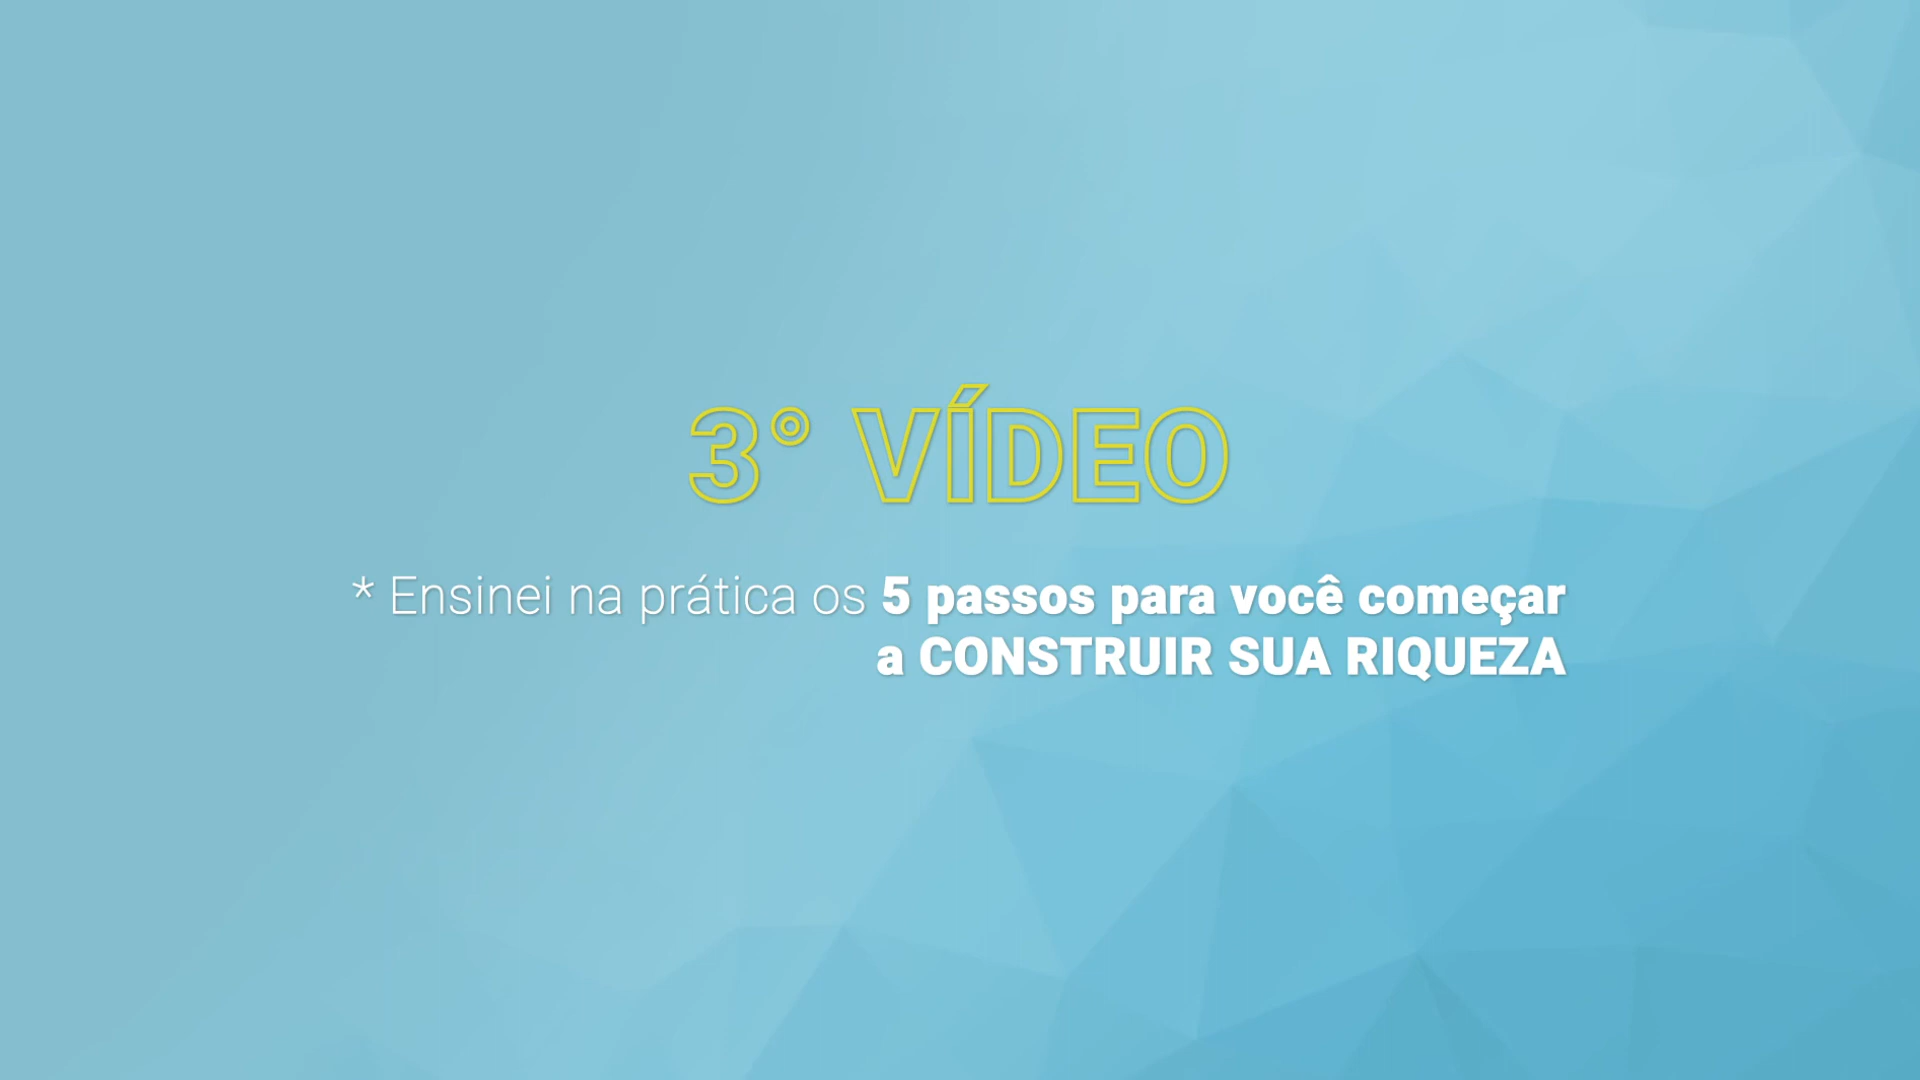 3° VÍDEO
* Ensinei na prática os 5 passos para você começar
a CONSTRUIR SUA RIQUEZA